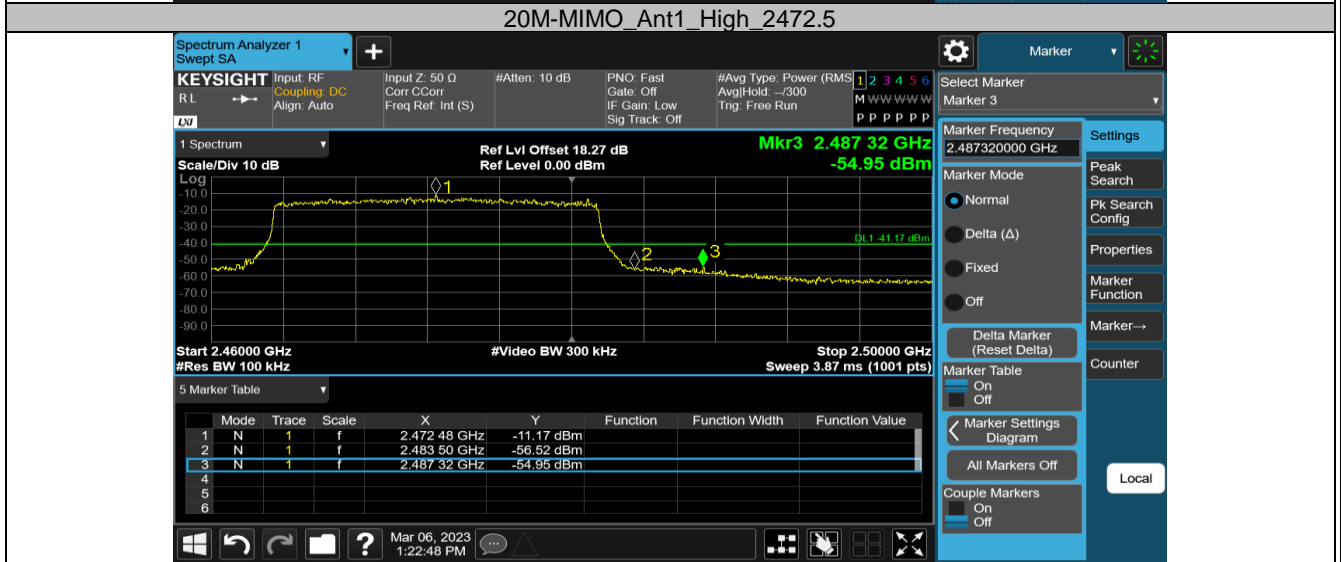 20M-MIMO_Ant1_High_2472.5
Spectrum Analyzer 1
Swept SA
Marker
KEYSIGHT
RL
LXI
Input: RF
Coupling: DC
Align: Auto
Input Z: 50 Ω
Corr CCorr
Freq Ref: Int (S)
#Atten: 10 dB
PNO: Fast
Gate: Off
IF Gain: Low
Sig Track: Off
#Avg Type: Power (RMS
Avg|Hold: --/300
Trig: Free Run
1 2 3 4 5 6
M W W W W W
P P P P P P
Select Marker
Marker 3
1 Spectrum
Scale/Div 10 dB
Ref Lvl Offset 18.27 dB
Ref Level 0.00 dBm
Mkr3 2.487 32 GHz
-54.95 dBm
Log
-10.0
-20.0
-30.0
-40.0
-50.0
-60.0
-70.0
-80.0
-90.0
1
2
3
DL1 -41.17 dBm
Start 2.46000 GHz
#Res BW 100 kHz
#Video BW 300 kHz
Stop 2.50000 GHz
Sweep 3.87 ms (1001 pts)
5 Marker Table
Mode Trace Scale X Y Function Function Width Function Value
1 N 1 f 2.472 48 GHz -11.17 dBm
2 N 1 f 2.483 50 GHz -56.52 dBm
3 N 1 f 2.487 32 GHz -54.95 dBm
4
5
6
Marker Frequency
2.487320000 GHz
Marker Mode
Normal
Delta (Δ)
Fixed
Off
Delta Marker
(Reset Delta)
Marker Table
On
Off
Marker Settings
Diagram
All Markers Off
Couple Markers
On
Off
Settings
Peak
Search
Pk Search
Config
Properties
Marker
Function
Marker→
Counter
Local
?
Mar 06, 2023
1:22:48 PM